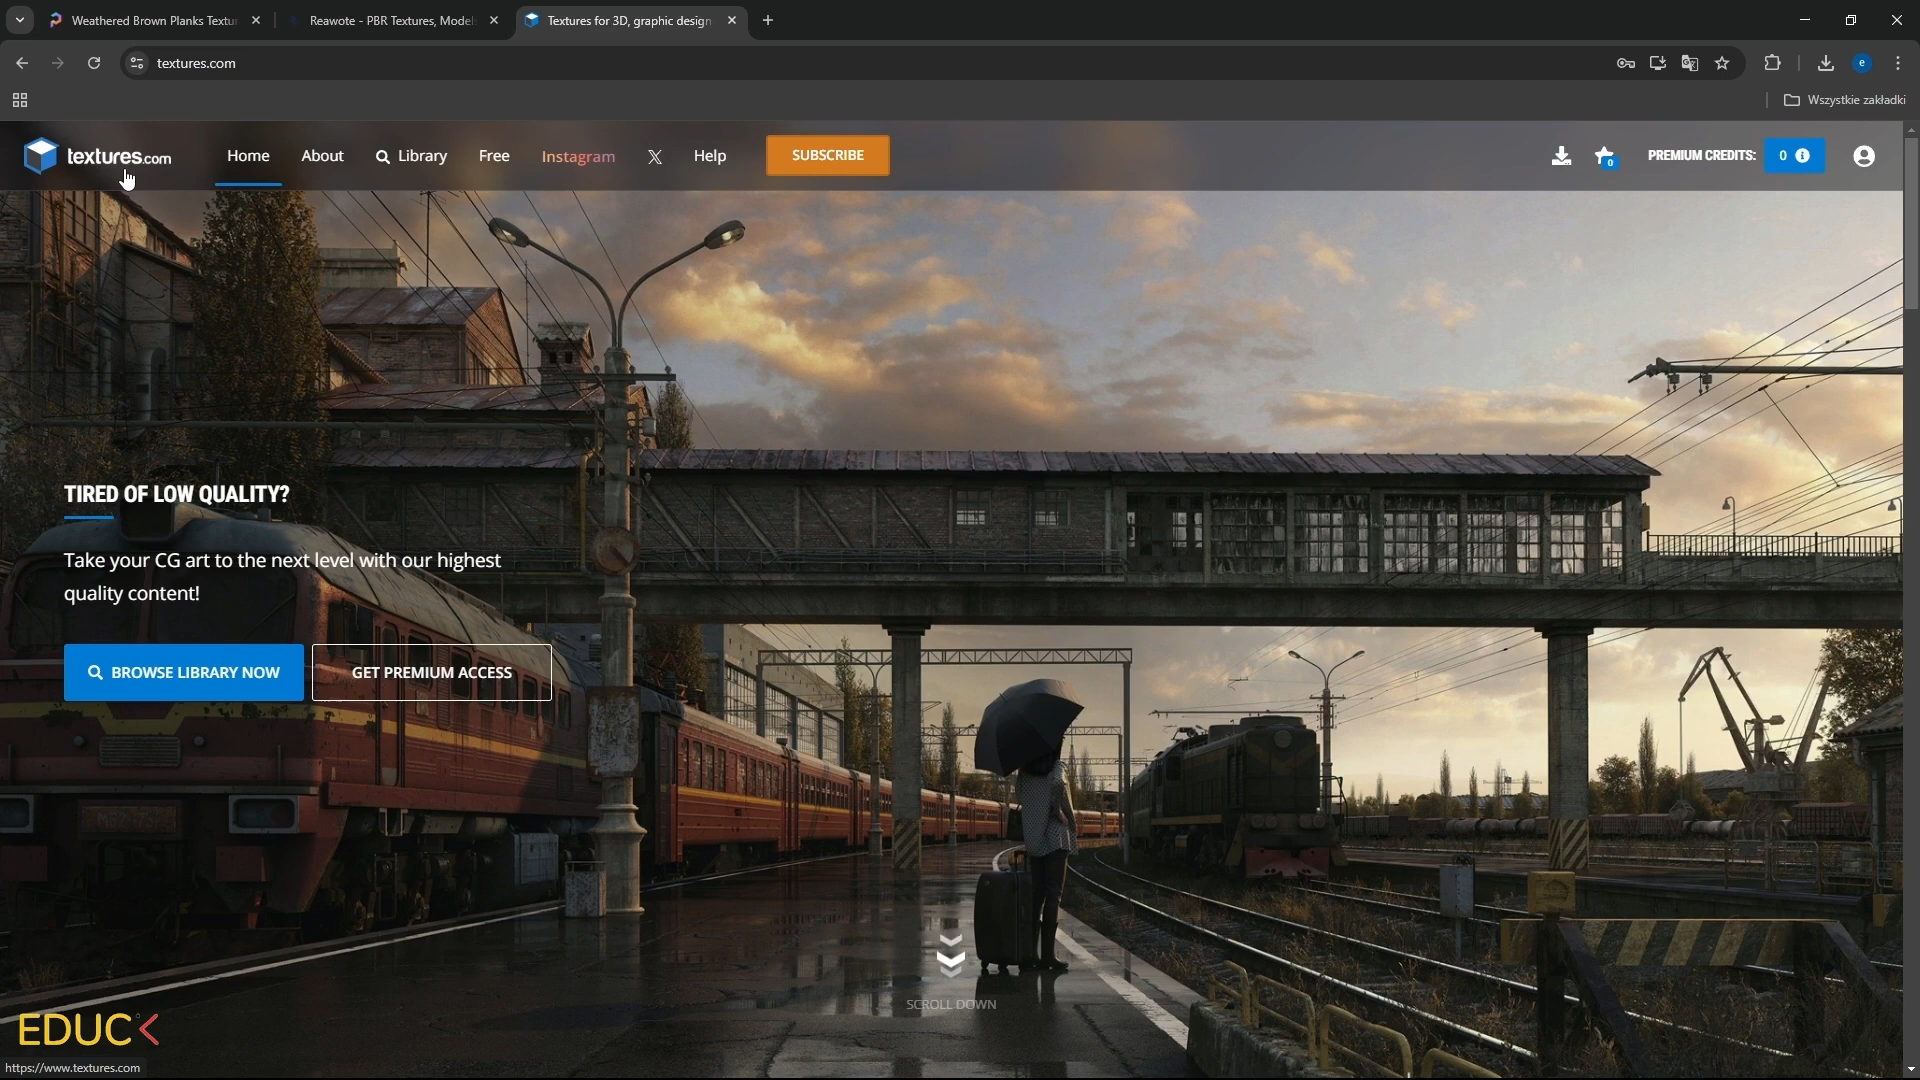 Weathered Brown Planks Textu
Reawote - PBR Textures, Model
Textures for 3D, graphic design
textures.com
e
Wszystkie zakładki
textures.com
Home
About
Library
Free
Instagram
X
Help
SUBSCRIBE
0
PREMIUM CREDITS:
0
TIRED OF LOW QUALITY?
Take your CG art to the next level with our highest
quality content!
BROWSE LIBRARY NOW
GET PREMIUM ACCESS
SCROLL DOWN
EDUC
https://www.textures.com